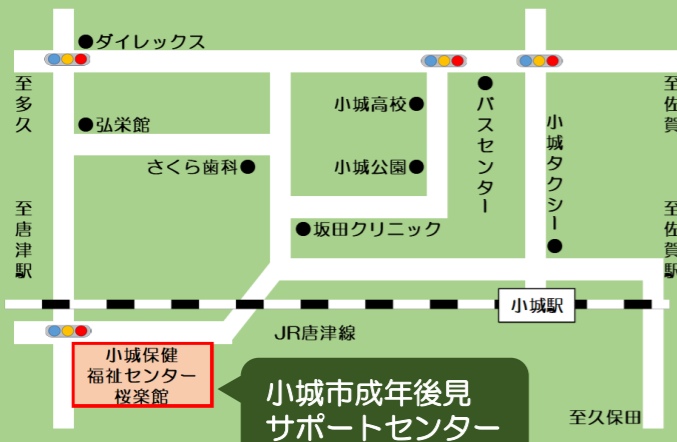 ダイレックス
至多久
弘栄館
さくら歯科
小城高校
小城公園
バスセンター
小城タクシー
至佐賀
至唐津駅
坂田クリニック
至佐賀駅
小城駅
JR唐津線
小城保健
福祉センター
桜楽館
小城市成年後見
サポートセンター
至久保田